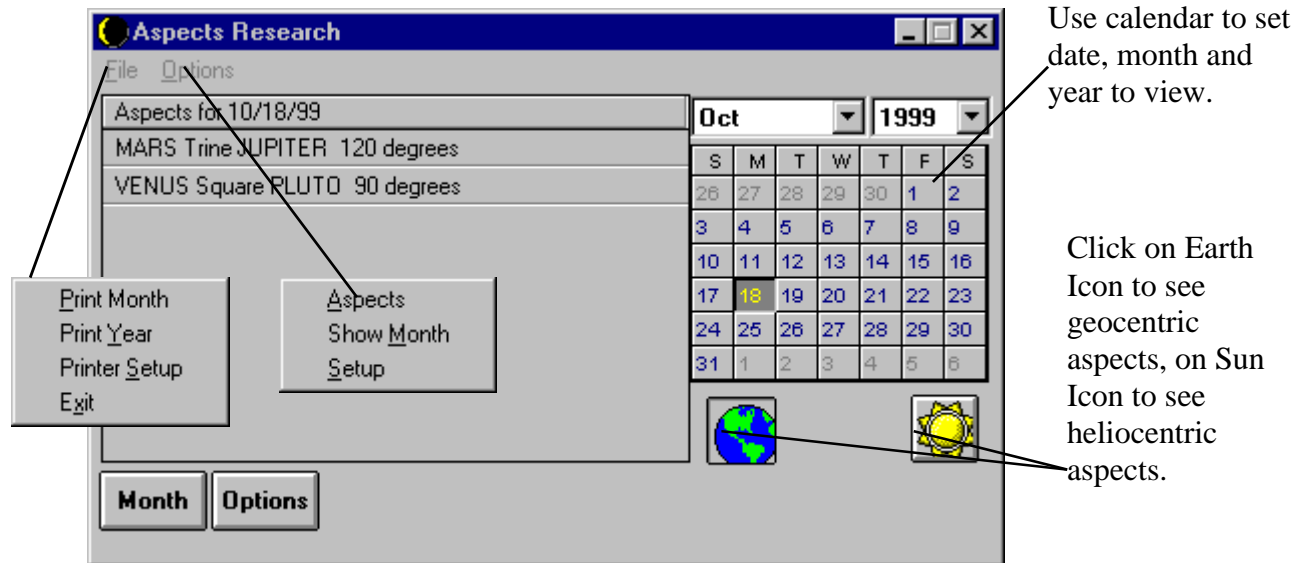 Aspects Research
File Options
Aspects for 10/18/99
MARS Trine JUPITER 120 degrees
VENUS Square PLUTO 90 degrees
Print Month
Print Year
Printer Setup
Exit
Aspects
Show Month
Setup
Oct 1999
S M T W T F S
26 27 28 29 30 1 2
3 4 5 6 7 8 9
10 11 12 13 14 15 16
17 18 19 20 21 22 23
24 25 26 27 28 29 30
31 1 2 3 4 5 6
Month Options
Use calendar to set
date, month and
year to view.
Click on Earth
Icon to see
geocentric
aspects, on Sun
Icon to see
heliocentric
aspects.